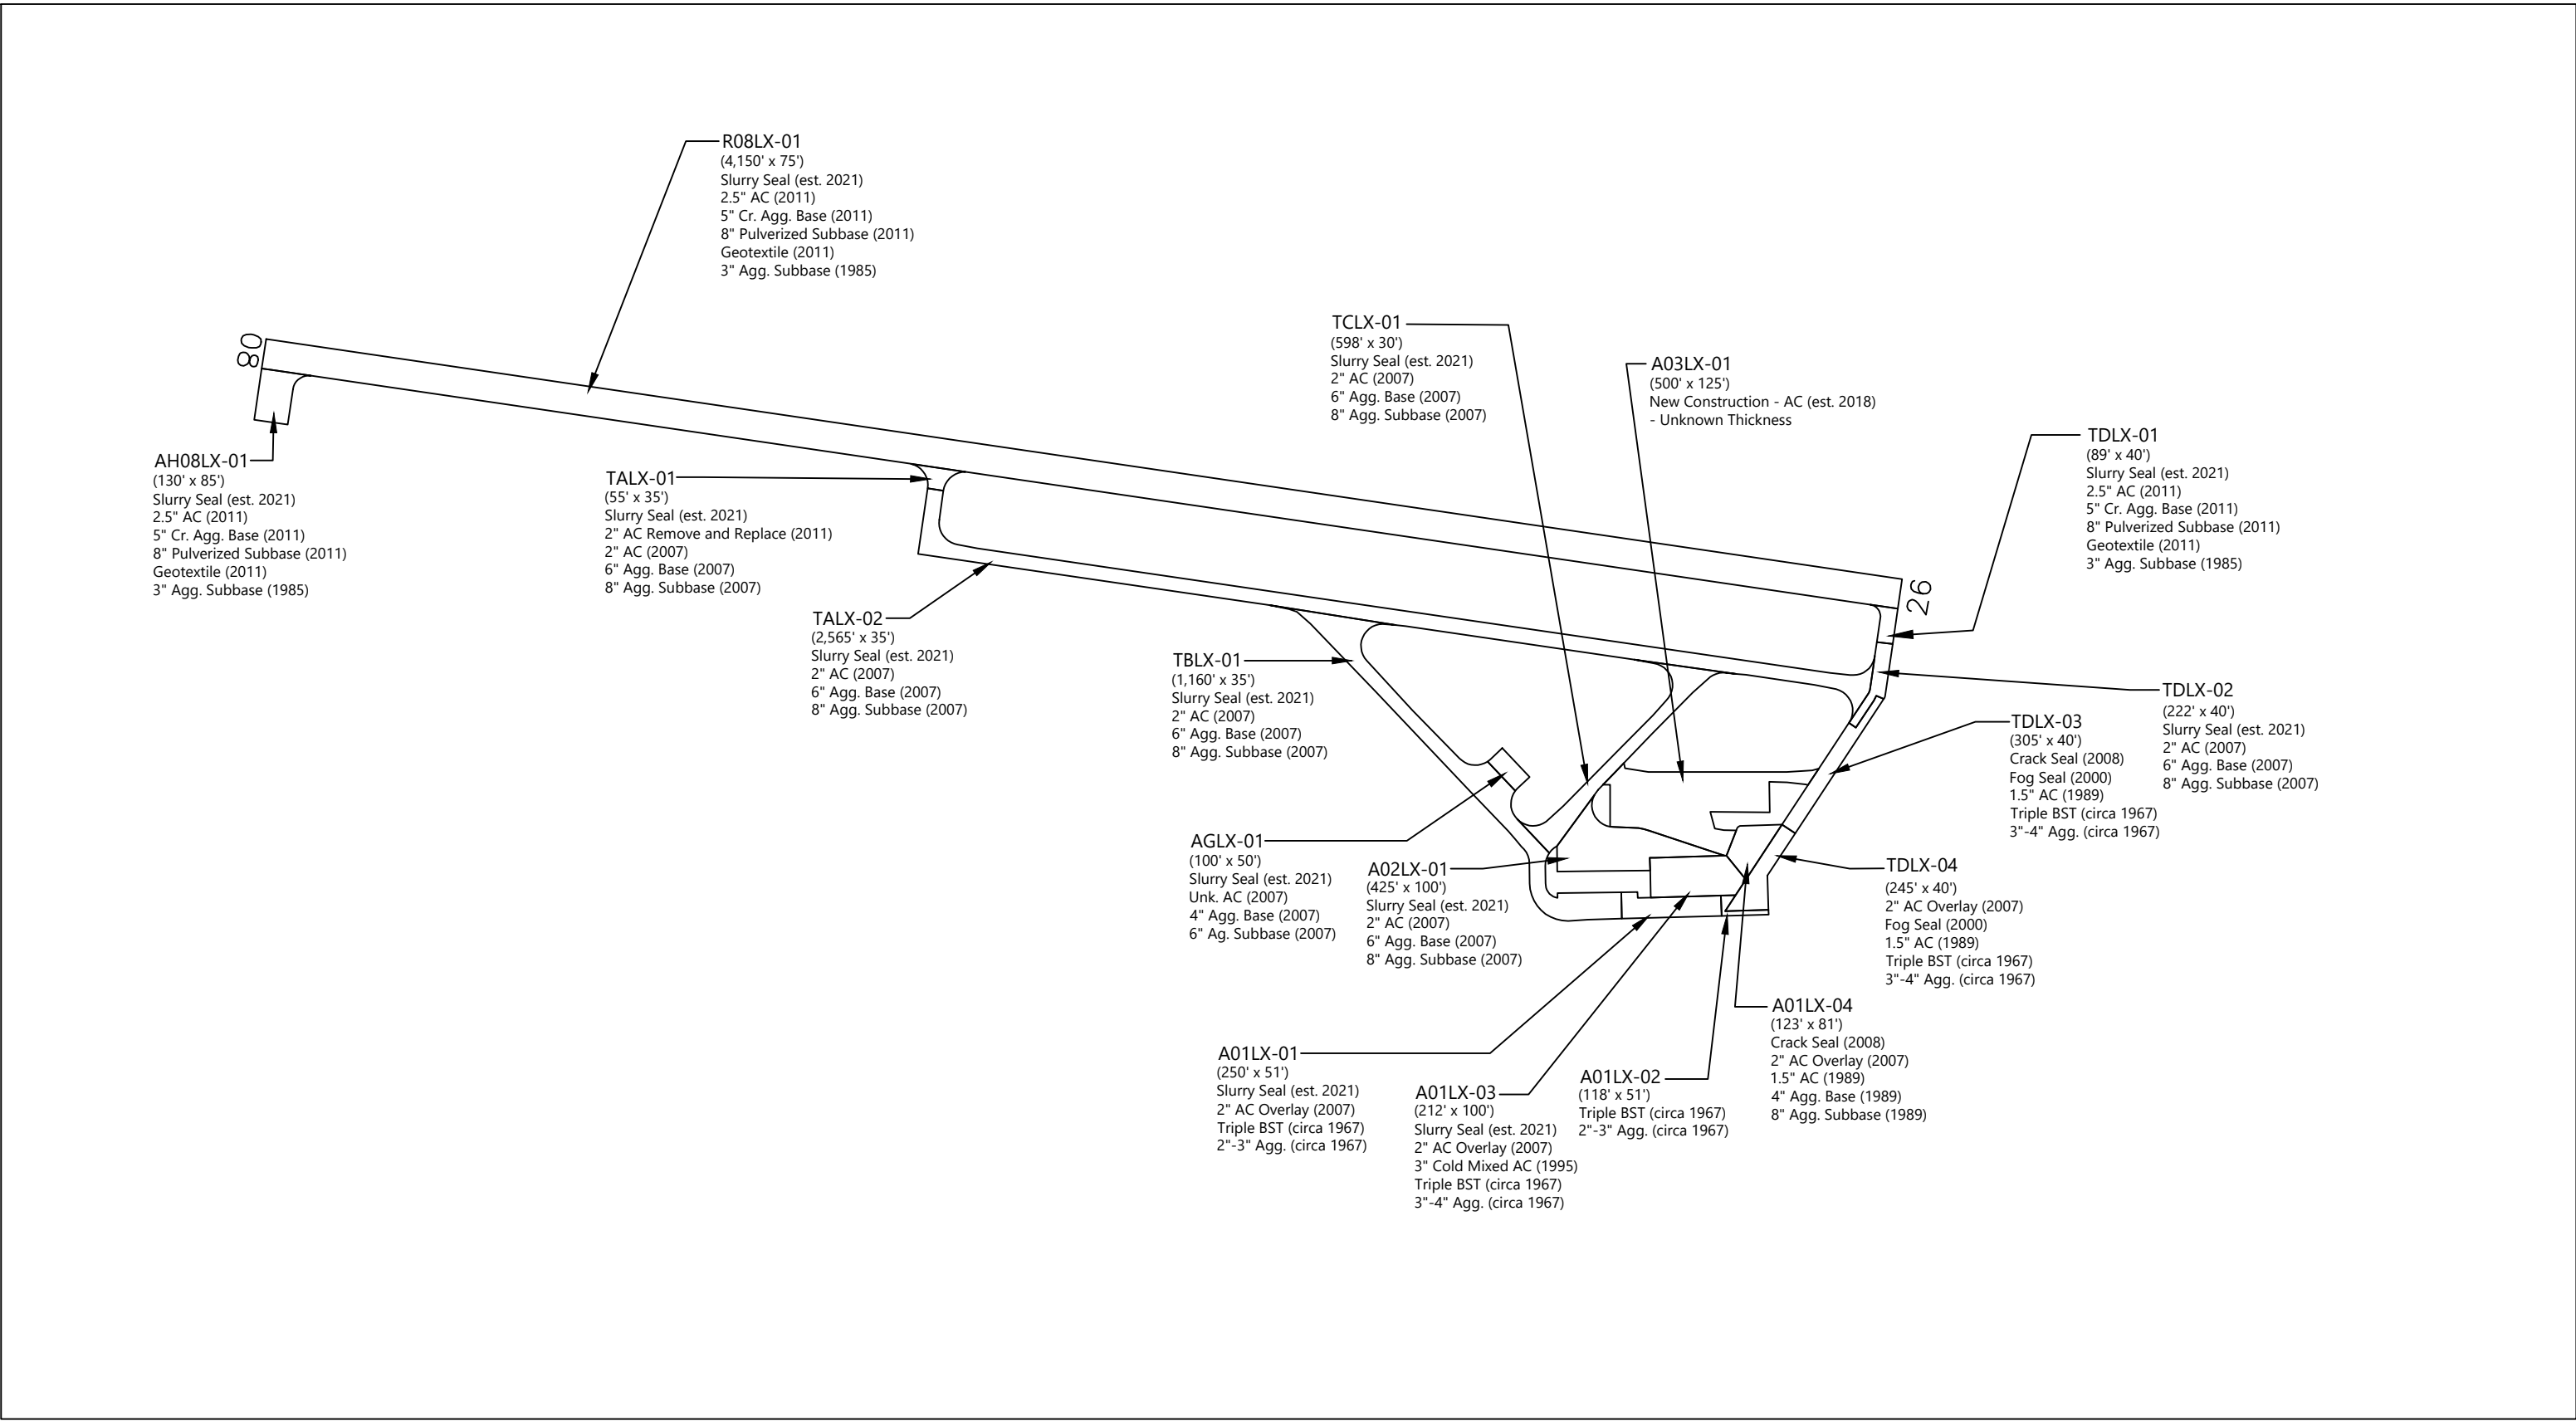 R08LX-01
(4,150' x 75')
Slurry Seal (est. 2021)
2.5" AC (2011)
5" Cr. Agg. Base (2011)
8" Pulverized Subbase (2011)
Geotextile (2011)
3" Agg. Subbase (1985)
08
AH08LX-01
(130' x 85')
Slurry Seal (est. 2021)
2.5" AC (2011)
5" Cr. Agg. Base (2011)
8" Pulverized Subbase (2011)
Geotextile (2011)
3" Agg. Subbase (1985)
TALX-01
(55' x 35')
Slurry Seal (est. 2021)
2" AC Remove and Replace (2011)
2" AC (2007)
6" Agg. Base (2007)
8" Agg. Subbase (2007)
TALX-02
(2,565' x 35')
Slurry Seal (est. 2021)
2" AC (2007)
6" Agg. Base (2007)
8" Agg. Subbase (2007)
TCLX-01
(598' x 30')
Slurry Seal (est. 2021)
2" AC (2007)
6" Agg. Base (2007)
8" Agg. Subbase (2007)
A03LX-01
(500' x 125')
New Construction - AC (est. 2018)
- Unknown Thickness
TDLX-01
(89' x 40')
Slurry Seal (est. 2021)
2.5" AC (2011)
5" Cr. Agg. Base (2011)
8" Pulverized Subbase (2011)
Geotextile (2011)
3" Agg. Subbase (1985)
26
TBLX-01
(1,160' x 35')
Slurry Seal (est. 2021)
2" AC (2007)
6" Agg. Base (2007)
8" Agg. Subbase (2007)
TDLX-02
(222' x 40')
Slurry Seal (est. 2021)
2" AC (2007)
6" Agg. Base (2007)
8" Agg. Subbase (2007)
TDLX-03
(305' x 40')
Crack Seal (2008)
Fog Seal (2000)
1.5" AC (1989)
Triple BST (circa 1967)
3"-4" Agg. (circa 1967)
AGLX-01
(100' x 50')
Slurry Seal (est. 2021)
Unk. AC (2007)
4" Agg. Base (2007)
6" Ag. Subbase (2007)
A02LX-01
(425' x 100')
Slurry Seal (est. 2021)
2" AC (2007)
6" Agg. Base (2007)
8" Agg. Subbase (2007)
TDLX-04
(245' x 40')
2" AC Overlay (2007)
Fog Seal (2000)
1.5" AC (1989)
Triple BST (circa 1967)
3"-4" Agg. (circa 1967)
A01LX-04
(123' x 81')
Crack Seal (2008)
2" AC Overlay (2007)
1.5" AC (1989)
4" Agg. Base (1989)
8" Agg. Subbase (1989)
A01LX-01
(250' x 51')
Slurry Seal (est. 2021)
2" AC Overlay (2007)
Triple BST (circa 1967)
2"-3" Agg. (circa 1967)
A01LX-03
(212' x 100')
Slurry Seal (est. 2021)
2" AC Overlay (2007)
3" Cold Mixed AC (1995)
Triple BST (circa 1967)
3"-4" Agg. (circa 1967)
A01LX-02
(118' x 51')
Triple BST (circa 1967)
2"-3" Agg. (circa 1967)